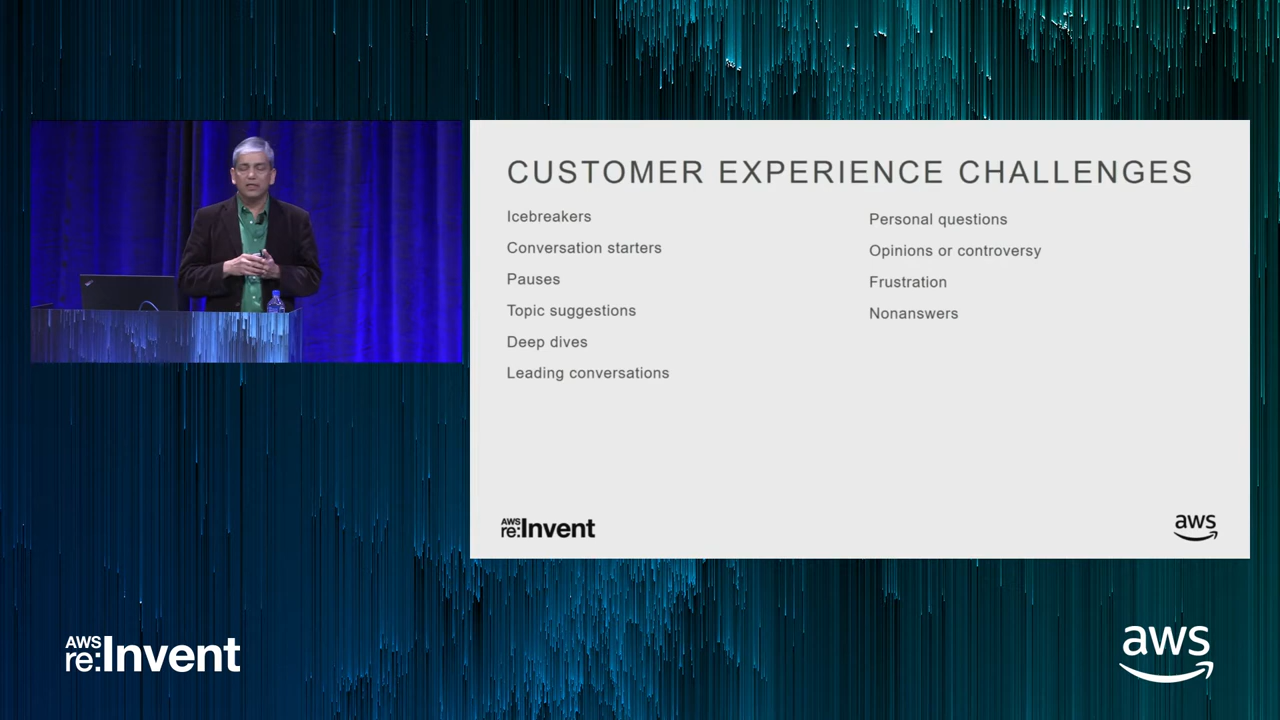 CUSTOMER EXPERIENCE CHALLENGES
Icebreakers
Conversation starters
Pauses
Topic suggestions
Deep dives
Leading conversations
Personal questions
Opinions or controversy
Frustration
Nonanswers
AWS
re:Invent
aws
AWS
re:Invent
aws